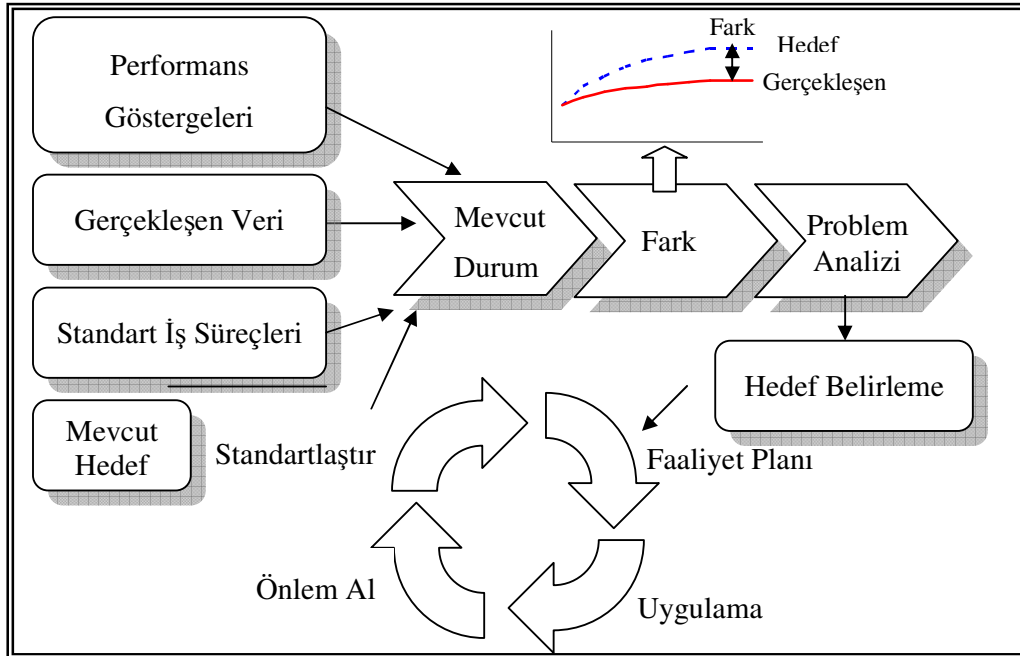 Performans
Göstergeleri
Gerçekleşen Veri
Standart İş Süreçleri
Mevcut
Hedef
Mevcut
Durum
Fark
Problem
Analizi
Fark
Hedef
Gerçekleşen
Hedef Belirleme
Standartlaştır
Faaliyet Planı
Önlem Al
Uygulama